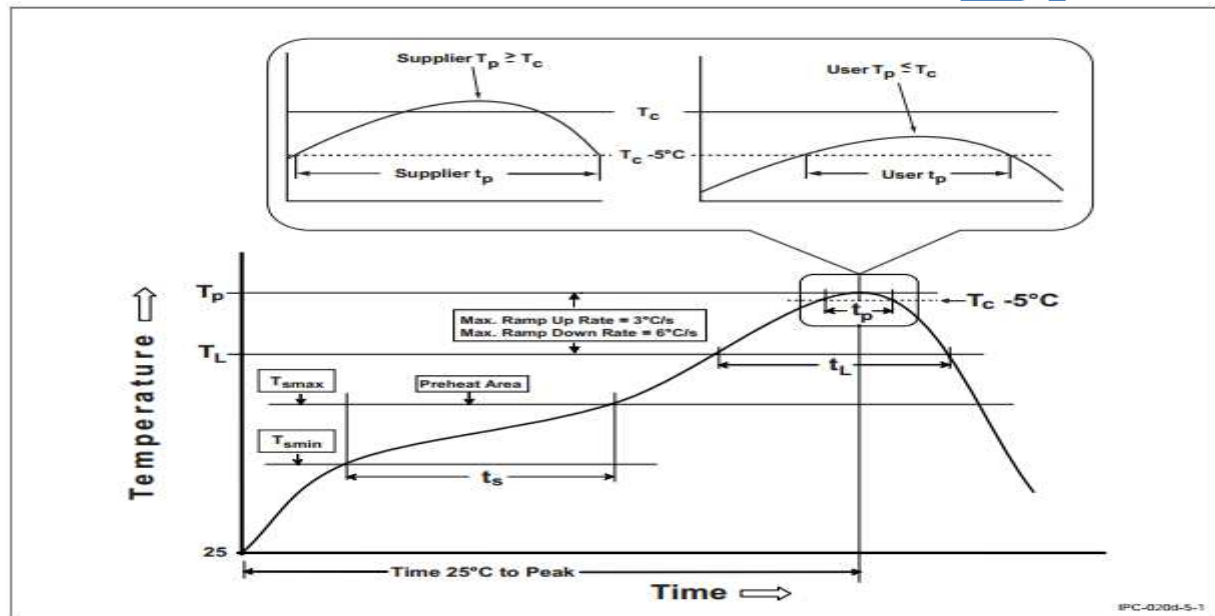 Supplier Tp ≥ Tc
User Tp ≤ Tc
Tc
Tc -5°C
Supplier tp
User tp
Temperature
Tp
Tc -5°C
Max. Ramp Up Rate = 3°C/s
Max. Ramp Down Rate = 6°C/s
tp
TL
tL
Tsmax
Preheat Area
Tsmin
ts
25
Time 25°C to Peak
Time
IPC-020d-5-1